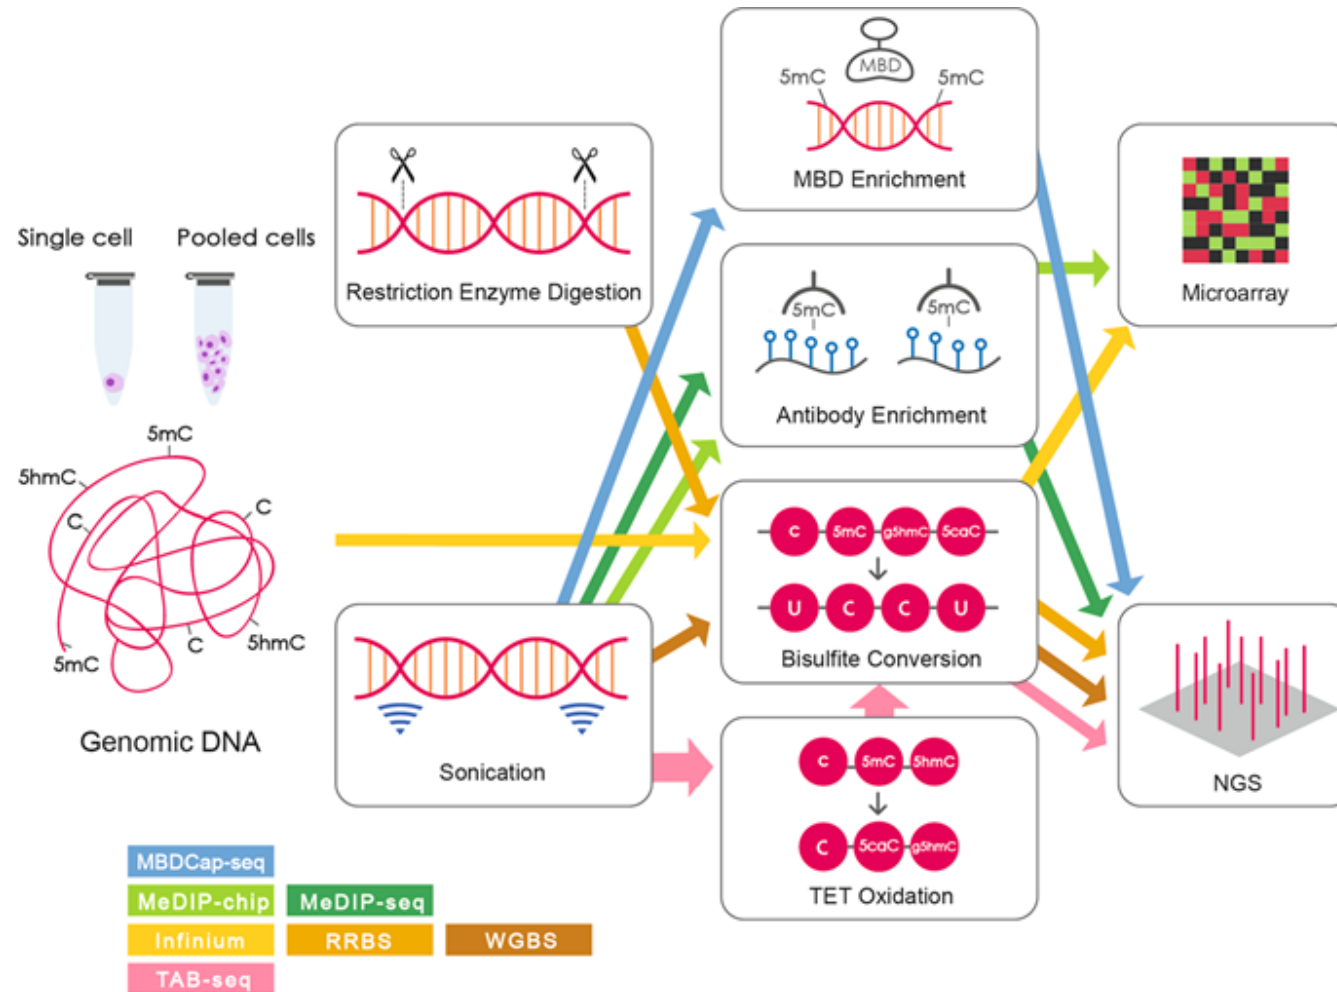 Single cell
Pooled cells
5mC
5hmC
C
C
C
5mC
5hmC
Genomic DNA
Restriction Enzyme Digestion
Sonication
MBD
5mC
5mC
MBD Enrichment
5mC
5mC
Antibody Enrichment
C 5mC g5hmC 5caC
U C C U
Bisulfite Conversion
C 5mC 5hmC
C 5caC g5hmC
TET Oxidation
Microarray
NGS
MBDCap-seq
MeDIP-chip MeDIP-seq
Infinium RRBS WGBS
TAB-seq